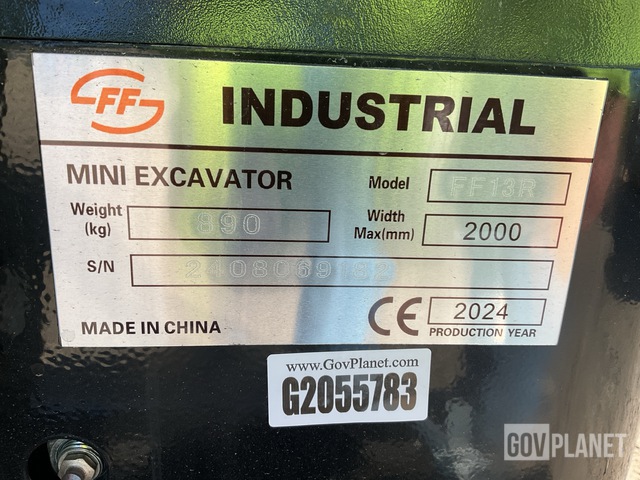 FF INDUSTRIAL
MINI EXCAVATOR Model FF13R
Weight (kg) 890 Width Max(mm) 2000
S/N
MADE IN CHINA CE 2024
PRODUCTION YEAR
www.GovPlanet.com
G2055783
GOVPLANET